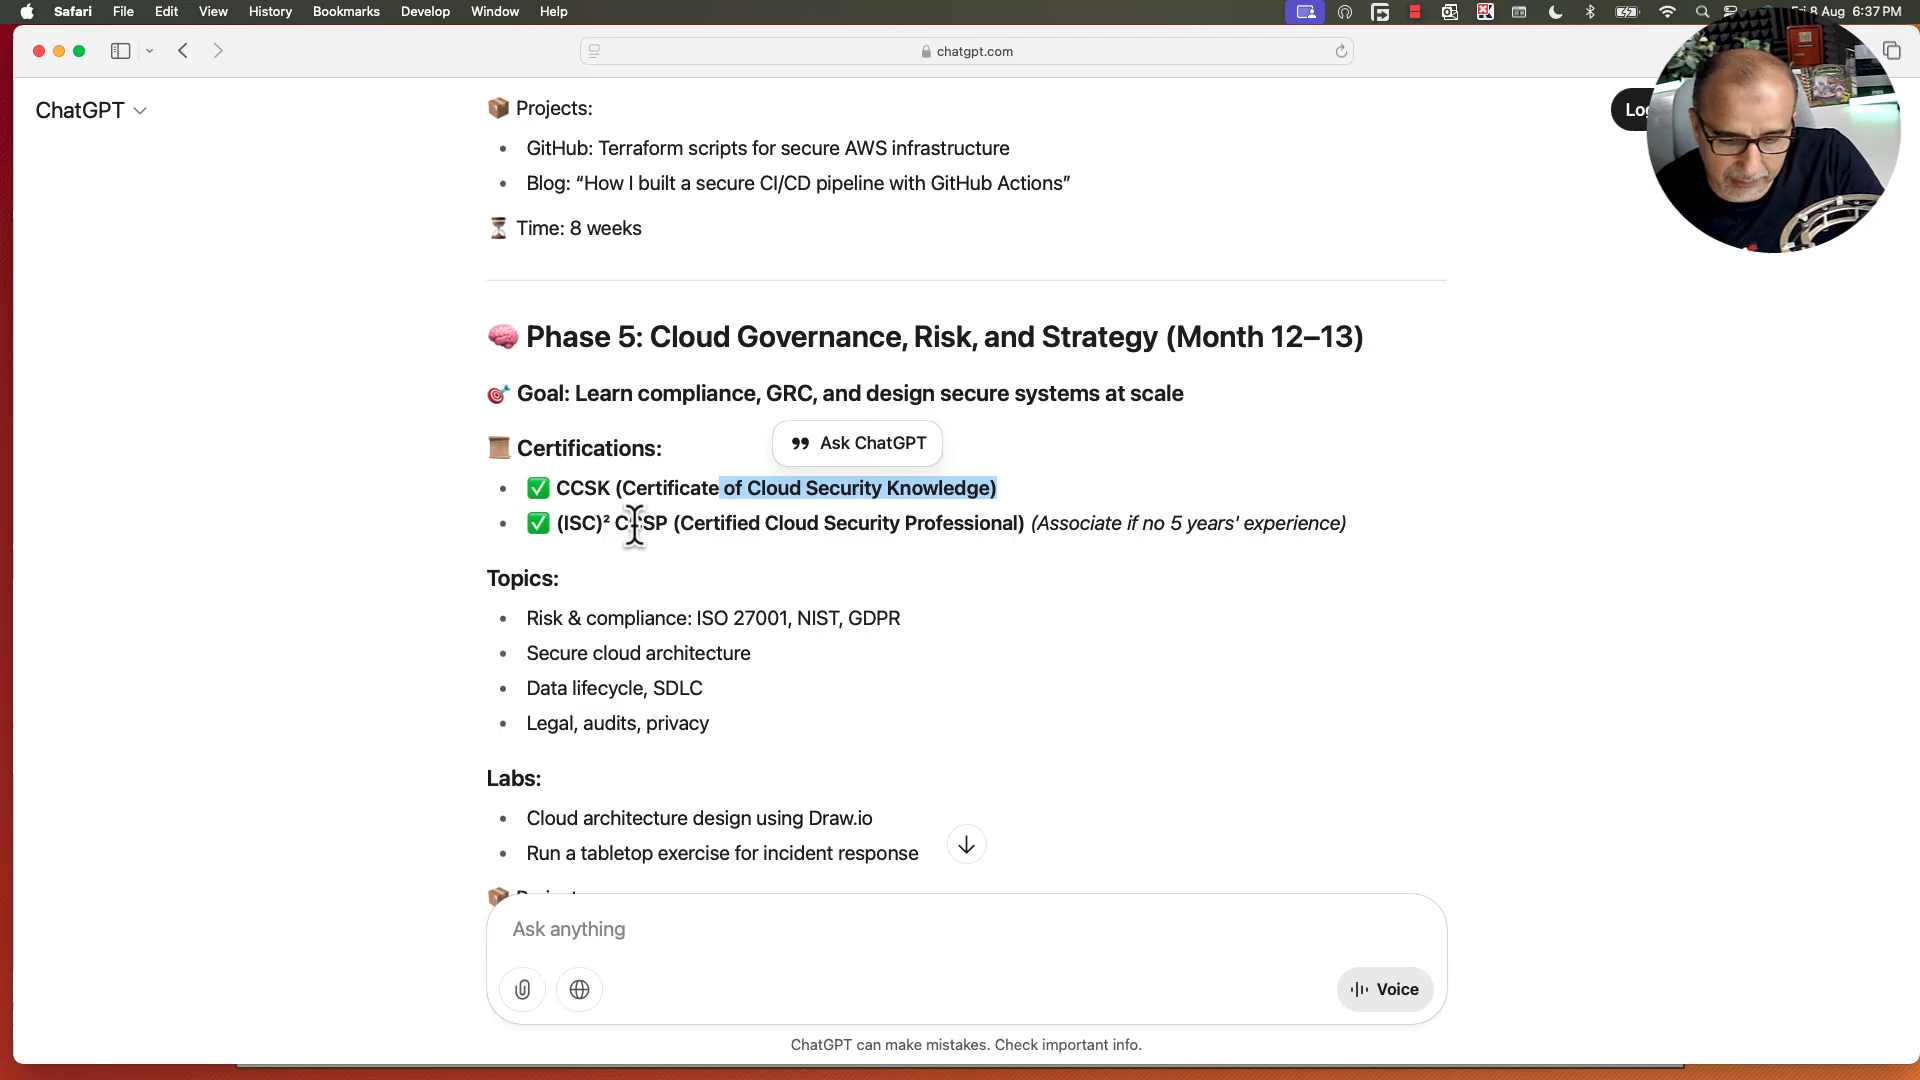 Safari File Edit View History Bookmarks Develop Window Help
8 Aug 6:37 PM
chatgpt.com
ChatGPT
📦 Projects:
• GitHub: Terraform scripts for secure AWS infrastructure
• Blog: “How I built a secure CI/CD pipeline with GitHub Actions”
⏳ Time: 8 weeks
🧠 Phase 5: Cloud Governance, Risk, and Strategy (Month 12–13)
🎯 Goal: Learn compliance, GRC, and design secure systems at scale
📜 Certifications:
Ask ChatGPT
• ✅ CCSK (Certificate of Cloud Security Knowledge)
• ✅ (ISC)² CCSP (Certified Cloud Security Professional) (Associate if no 5 years' experience)
Topics:
• Risk & compliance: ISO 27001, NIST, GDPR
• Secure cloud architecture
• Data lifecycle, SDLC
• Legal, audits, privacy
Labs:
• Cloud architecture design using Draw.io
• Run a tabletop exercise for incident response
Ask anything
Voice
ChatGPT can make mistakes. Check important info.